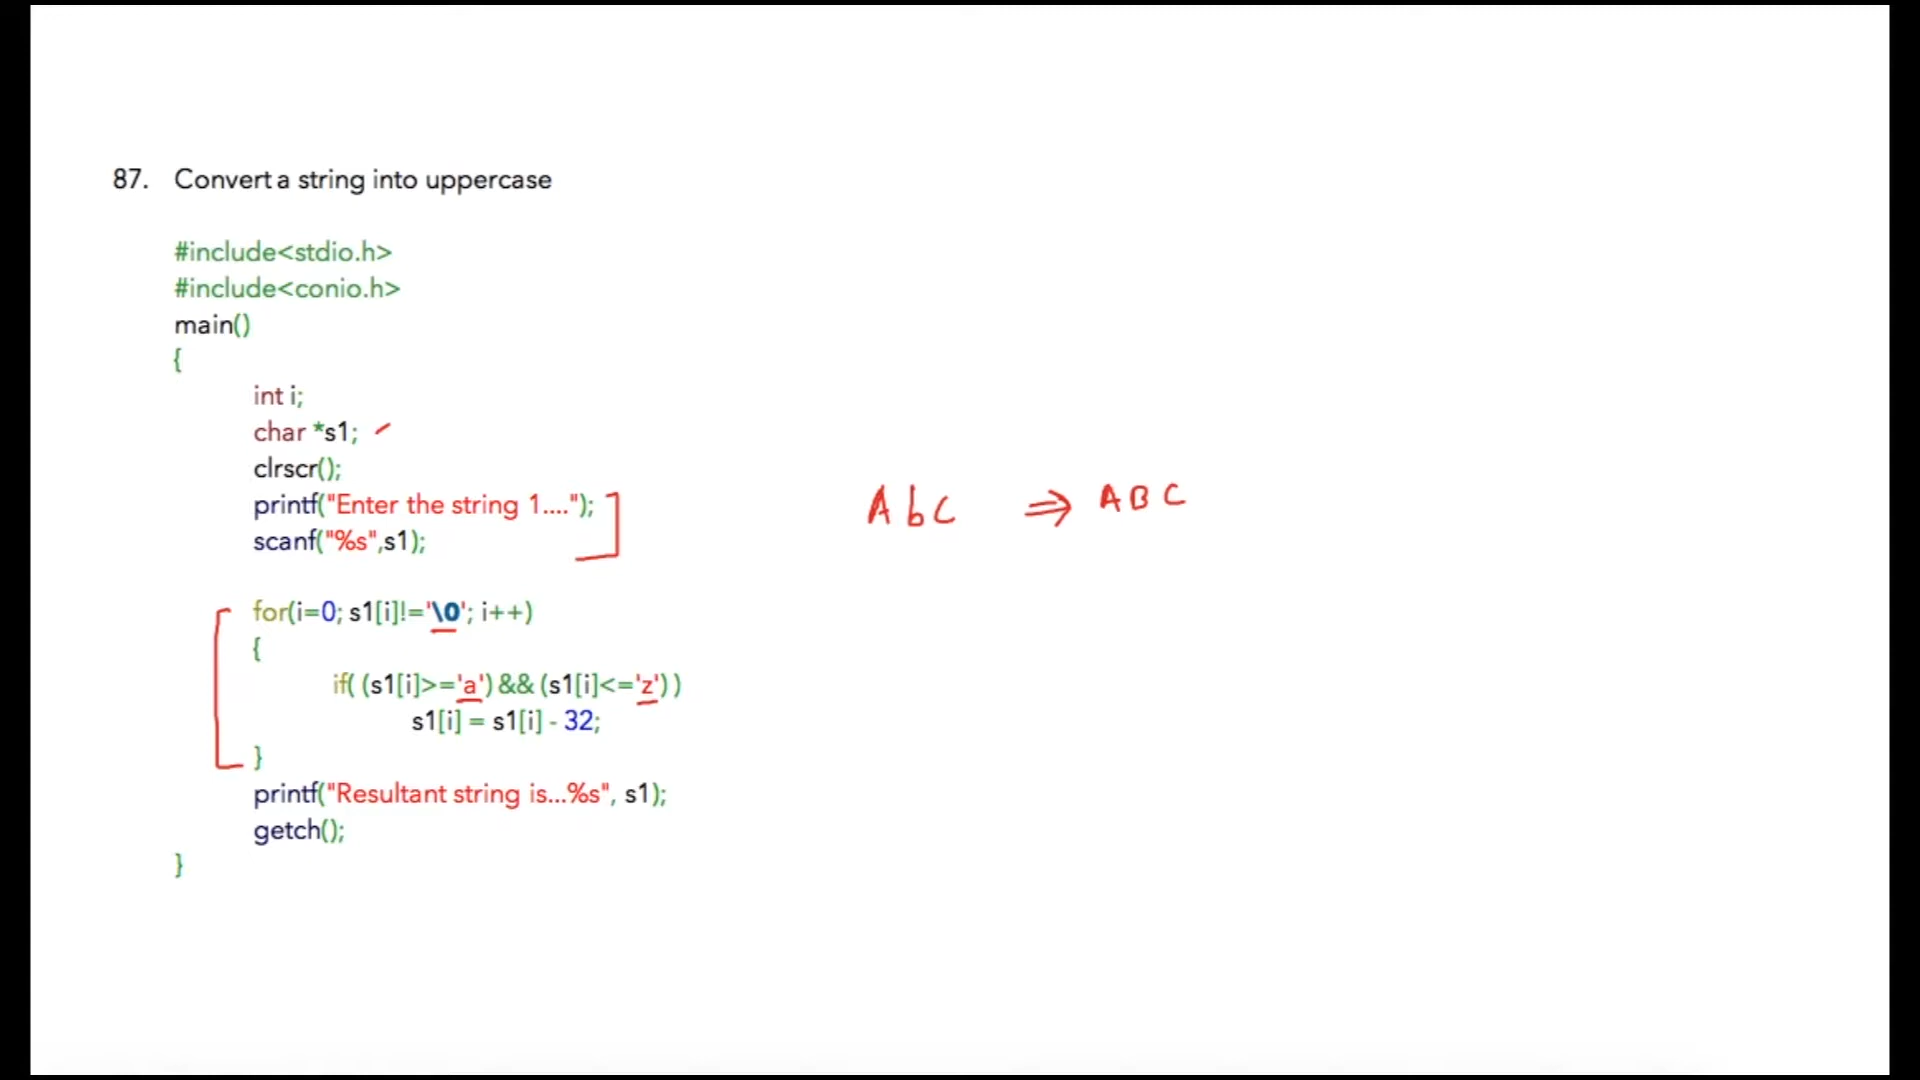 87. Convert a string into uppercase
#include<stdio.h>
#include<conio.h>
main()
{
int i;
char *s1;
clrscr();
printf("Enter the string 1....");
scanf("%s",s1);
AbC ⇒ ABC
for(i=0; s1[i]!='\0'; i++)
{
if( (s1[i]>='a') && (s1[i]<='z') )
s1[i] = s1[i] - 32;
}
printf("Resultant string is...%s", s1);
getch();
}